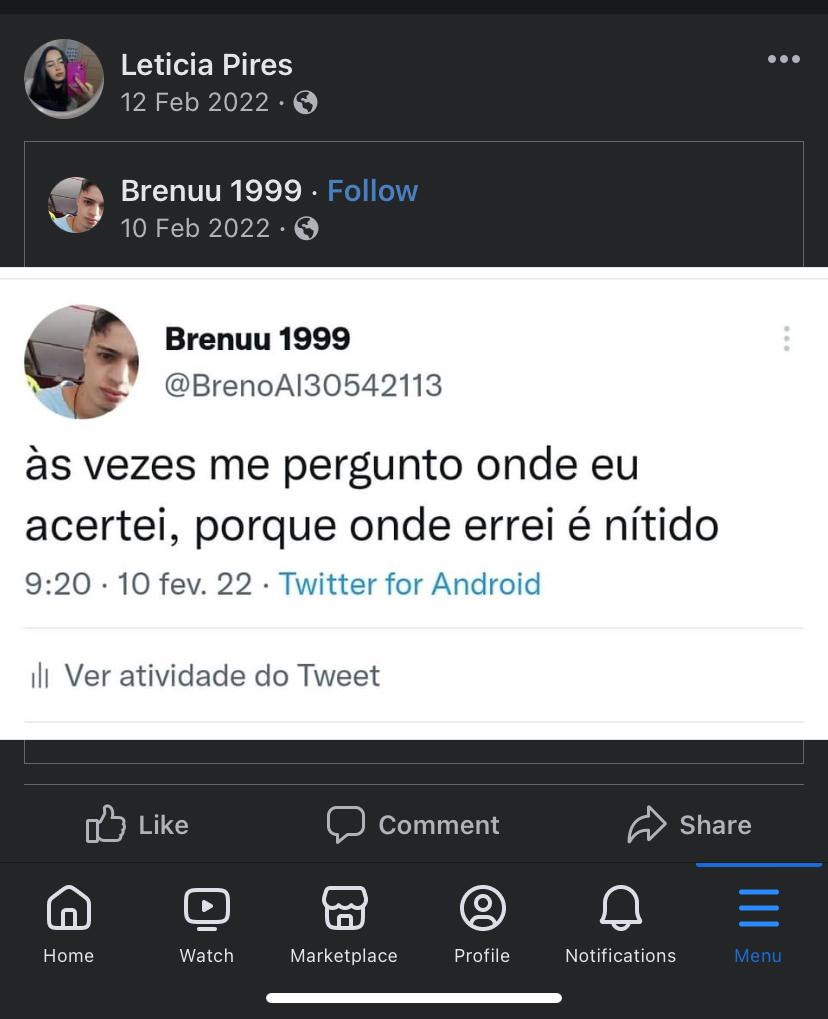 Leticia Pires
12 Feb 2022 ·
Brenuu 1999 · Follow
10 Feb 2022 ·
Brenuu 1999
@BrenoAl30542113
às vezes me pergunto onde eu
acertei, porque onde errei é nítido
9:20 · 10 fev. 22 · Twitter for Android
Ver atividade do Tweet
Like Comment Share
Home Watch Marketplace Profile Notifications Menu